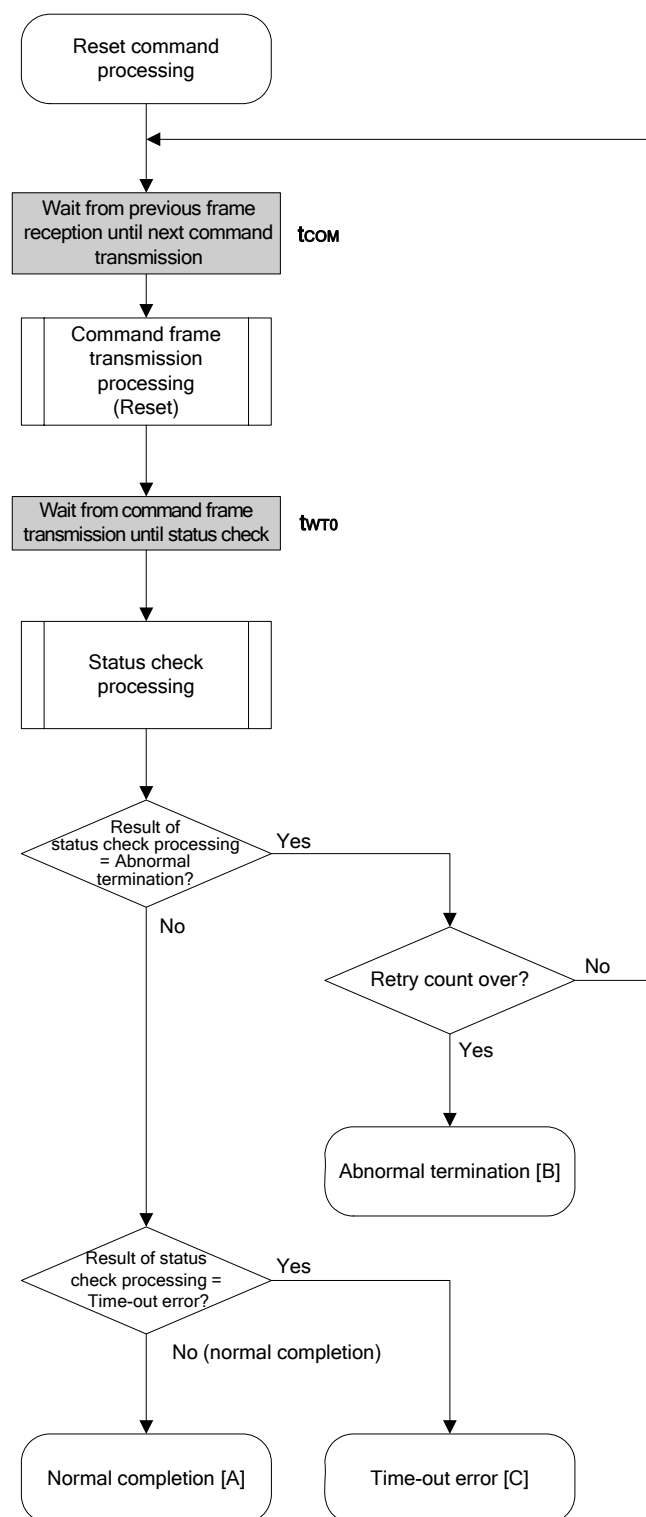 Reset command
processing
Wait from previous frame
reception until next command
transmission
tCOM
Command frame
transmission
processing
(Reset)
Wait from command frame
transmission until status check
tWT0
Status check
processing
Result of
status check processing
= Abnormal
termination?
Yes
No
Retry count over?
No
Yes
Abnormal termination [B]
Result of status
check processing =
Time-out error?
Yes
No (normal completion)
Normal completion [A]
Time-out error [C]